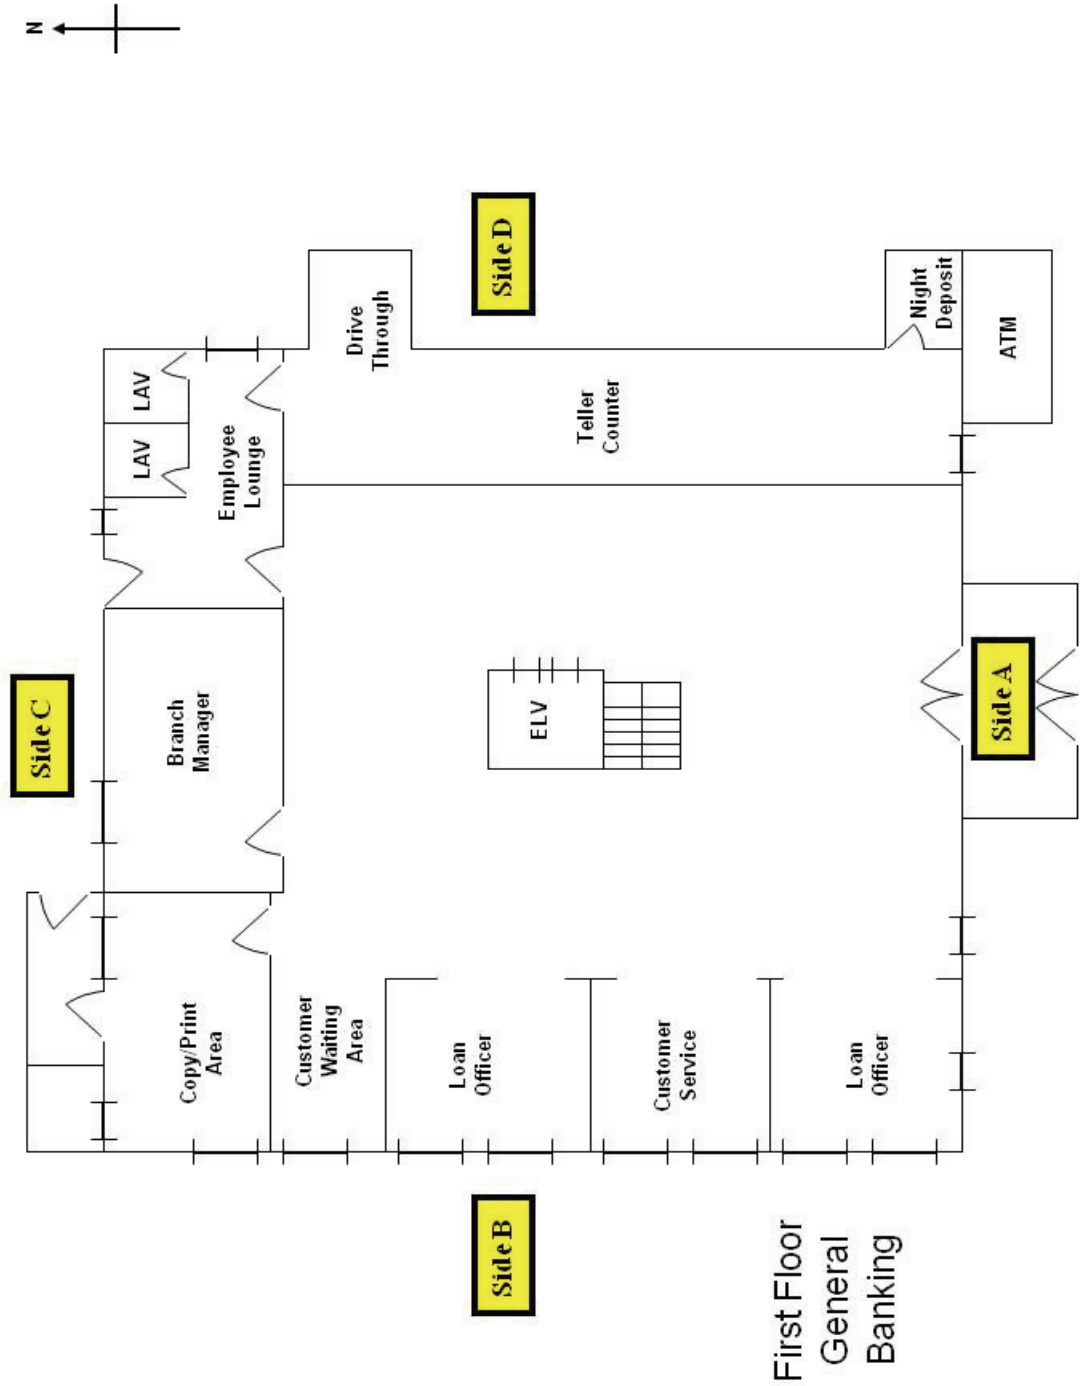 N
Side C
Branch
Manager
Copy/Print
Area
Customer
Waiting
Area
LAV
LAV
Employee
Lounge
Drive
Through
Side D
Teller
Counter
Night
Deposit
ATM
ELV
Loan
Officer
Customer
Service
Loan
Officer
Side A
Side B
First Floor
General
Banking